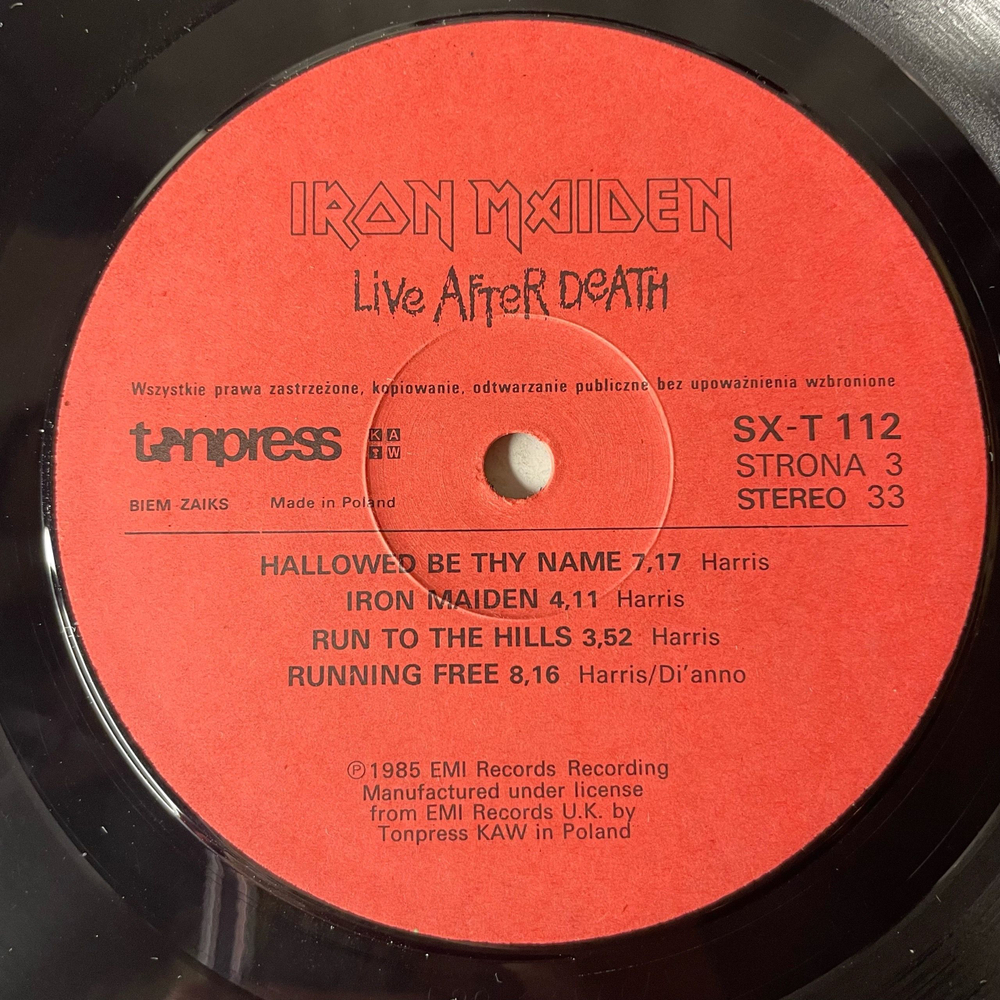 IRON MAIDEN
LIVE AFTER DEATH
Wszystkie prawa zastrzeżone, kopiowanie, odtwarzanie publiczne bez upoważnienia wzbronione
tonpress KA TW
SX-T 112
STRONA 3
BIEM ZAIKS Made in Poland
STEREO 33
HALLOWED BE THY NAME 7,17 Harris
IRON MAIDEN 4,11 Harris
RUN TO THE HILLS 3,52 Harris
RUNNING FREE 8,16 Harris/Di'anno
℗1985 EMI Records Recording
Manufactured under license
from EMI Records U.K. by
Tonpress KAW in Poland